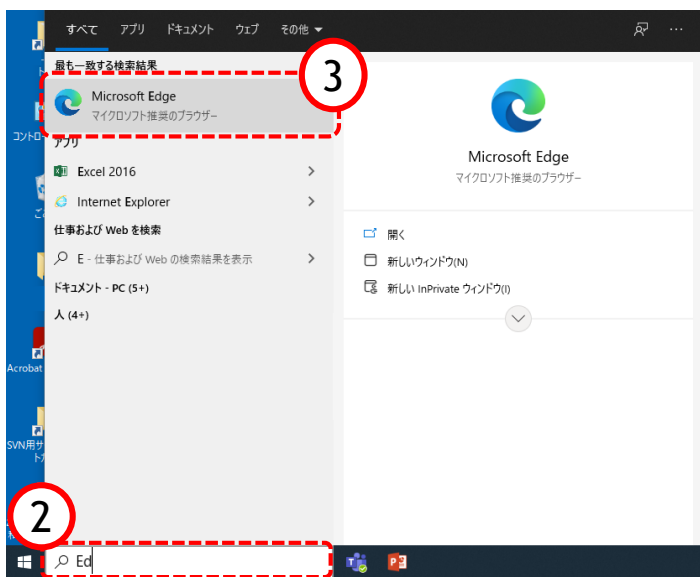 すべて アプリ ドキュメント ウェブ その他
最も一致する検索結果
3
Microsoft Edge
マイクロソフト推奨のブラウザー
アプリ
Excel 2016
Internet Explorer
仕事および Web を検索
E - 仕事および Web の検索結果を表示
ドキュメント - PC (5+)
人 (4+)
Microsoft Edge
マイクロソフト推奨のブラウザー
開く
新しいウィンドウ(N)
新しい InPrivate ウィンドウ(I)
コントロー
ご
Acrobat
SVN用サ
2
Ed